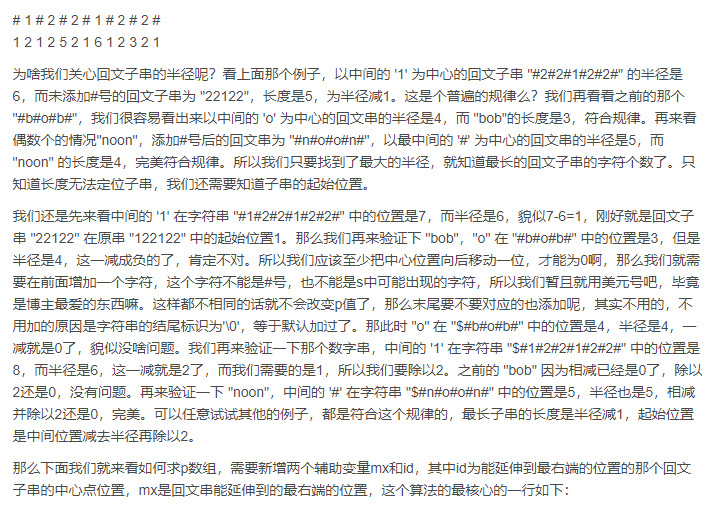 # 1 # 2 # 2 # 1 # 2 # 2 #
1 2 1 2 5 2 1 6 1 2 3 2 1
为啥我们关心回文子串的半径呢？看上面那个例子，以中间的 '1' 为中心的回文子串 "#2#2#1#2#2#" 的半径是
6，而未添加#号的回文子串为 "22122"，长度是5，为半径减1。这是个普遍的规律么？我们再看看之前的那个
"#b#o#b#"，我们很容易看出来以中间的 'o' 为中心的回文串的半径是4，而 "bob"的长度是3，符合规律。再来看
偶数个的情况"noon"，添加#号后的回文串为 "#n#o#o#n#"，以最中间的 '#' 为中心的回文串的半径是5，而
"noon" 的长度是4，完美符合规律。所以我们只要找到了最大的半径，就知道最长的回文子串的字符个数了。只
知道长度无法定位子串，我们还需要知道子串的起始位置。
我们还是先来看中间的 '1' 在字符串 "#1#2#2#1#2#2#" 中的位置是7，而半径是6，貌似7-6=1，刚好就是回文子
串 "22122" 在原串 "122122" 中的起始位置1。那么我们再来验证下 "bob"，"o" 在 "#b#o#b#" 中的位置是3，但是
半径是4，这一减成负的了，肯定不对。所以我们应该至少把中心位置向后移动一位，才能为0啊，那么我们就需
要在前面增加一个字符，这个字符不能是#号，也不能是s中可能出现的字符，所以我们暂且就用美元号吧，毕竟
是博主最爱的东西嘛。这样都不相同的话就不会改变p值了，那么末尾要不要对应的也添加呢，其实不用的，不
用加的原因是字符串的结尾标识为'\0'，等于默认加过了。那此时 "o" 在 "$#b#o#b#" 中的位置是4，半径是4，一
减就是0了，貌似没啥问题。我们再来验证一下那个数字串，中间的 '1' 在字符串 "$#1#2#2#1#2#2#" 中的位置是
8，而半径是6，这一减就是2了，而我们需要的是1，所以我们要除以2。之前的 "bob" 因为相减已经是0了，除以
2还是0，没有问题。再来验证一下 "noon"，中间的 '#' 在字符串 "$#n#o#o#n#" 中的位置是5，半径也是5，相减
并除以2还是0，完美。可以任意试试其他的例子，都是符合这个规律的，最长子串的长度是半径减1，起始位置
是中间位置减去半径再除以2。
那么下面我们就来看如何求p数组，需要新增两个辅助变量mx和id，其中id为能延伸到最右端的位置的那个回文
子串的中心点位置，mx是回文串能延伸到的最右端的位置，这个算法的最核心的一行如下：